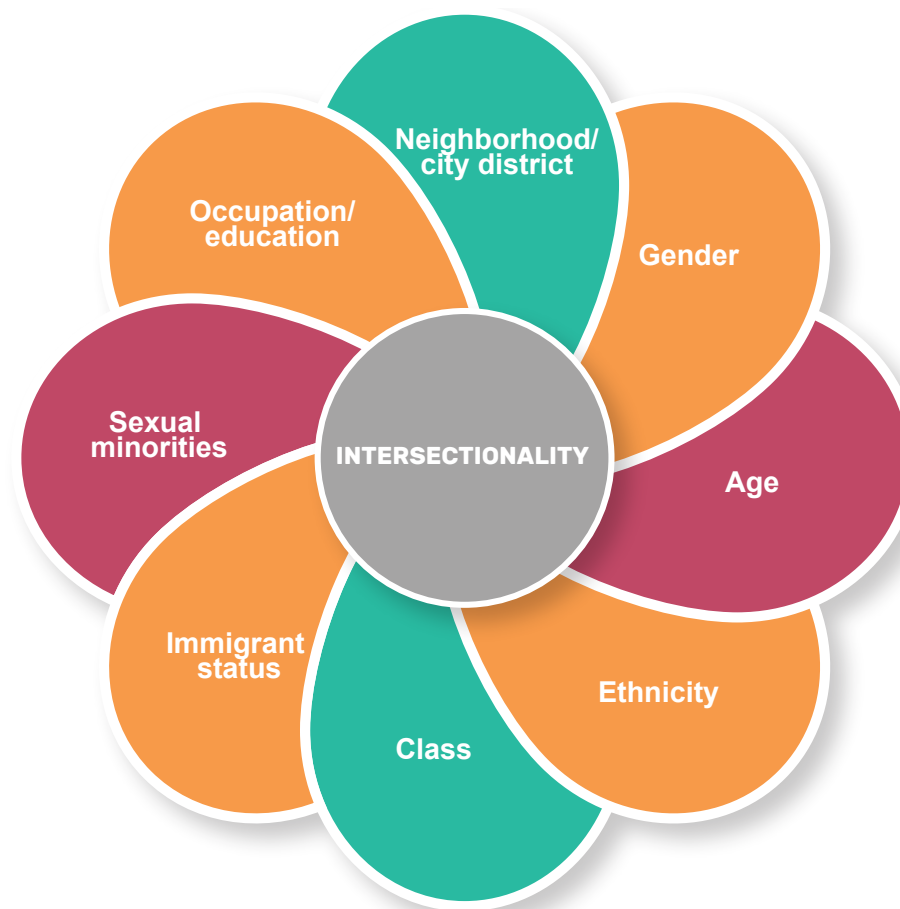 Neighborhood/
city district
Gender
Age
Ethnicity
Class
Immigrant
status
Sexual
minorities
Occupation/
education
INTERSECTIONALITY